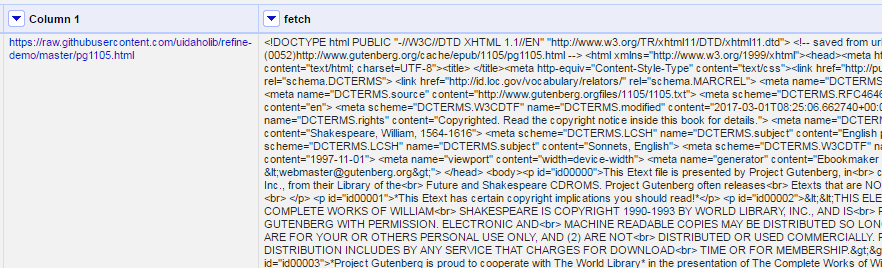 Column 1
fetch
https://raw.githubusercontent.com/uidaholib/refine-
demo/master/pg1105.html
<!DOCTYPE html PUBLIC "-//W3C//DTD XHTML 1.1//EN" "http://www.w3.org/TR/xhtml11/DTD/xhtml11.dtd"> <!-- saved from url
(0052)http://www.gutenberg.org/cache/epub/1105/pg1105.html --> <html xmlns="http://www.w3.org/1999/xhtml"><head><meta ht
content="text/html; charset=UTF-8"><title> </title><meta http-equiv="Content-Style-Type" content="text/css"><link href="http://pu
rel="schema.DCTERMS"> <link href="http://id.loc.gov/vocabulary/relators/" rel="schema.MARCREL"> <meta name="DCTERMS
<meta name="DCTERMS.source" content="http://www.gutenberg.orgfiles/1105/1105.txt"> <meta scheme="DCTERMS.RFC4646
content="en"> <meta scheme="DCTERMS.W3CDTF" name="DCTERMS.modified" content="2017-03-01T08:25:06.662740+00:0
name="DCTERMS.rights" content="Copyrighted. Read the copyright notice inside this book for details."> <meta name="DCTERM
content="Shakespeare, William, 1564-1616"> <meta scheme="DCTERMS.LCSH" name="DCTERMS.subject" content="English p
scheme="DCTERMS.LCSH" name="DCTERMS.subject" content="Sonnets, English"> <meta scheme="DCTERMS.W3CDTF" na
content="1997-11-01"> <meta name="viewport" content="width=device-width"> <meta name="generator" content="Ebookmaker
&lt;webmaster@gutenberg.org&gt;"> </head> <body><p id="id00000">This Etext file is presented by Project Gutenberg, in<br> c
Inc., from their Library of the<br> Future and Shakespeare CDROMS. Project Gutenberg often releases<br> Etexts that are NO
<br> </p> <p id="id00001">*This Etext has certain copyright implications you should read!*</p> <p id="id00002">&lt;&lt;THIS ELE
COMPLETE WORKS OF WILLIAM<br> SHAKESPEARE IS COPYRIGHT 1990-1993 BY WORLD LIBRARY, INC., AND IS<br> P
GUTENBERG WITH PERMISSION. ELECTRONIC AND<br> MACHINE READABLE COPIES MAY BE DISTRIBUTED SO LON
ARE FOR YOUR OR OTHERS PERSONAL USE ONLY, AND (2) ARE NOT<br> DISTRIBUTED OR USED COMMERCIALLY. P
DISTRIBUTION INCLUDES BY ANY SERVICE THAT CHARGES FOR DOWNLOAD<br> TIME OR FOR MEMBERSHIP.&gt;&g
id="id00003">*Project Gutenberg is proud to cooperate with The World Library* in the presentation of The Complete Works of Wi